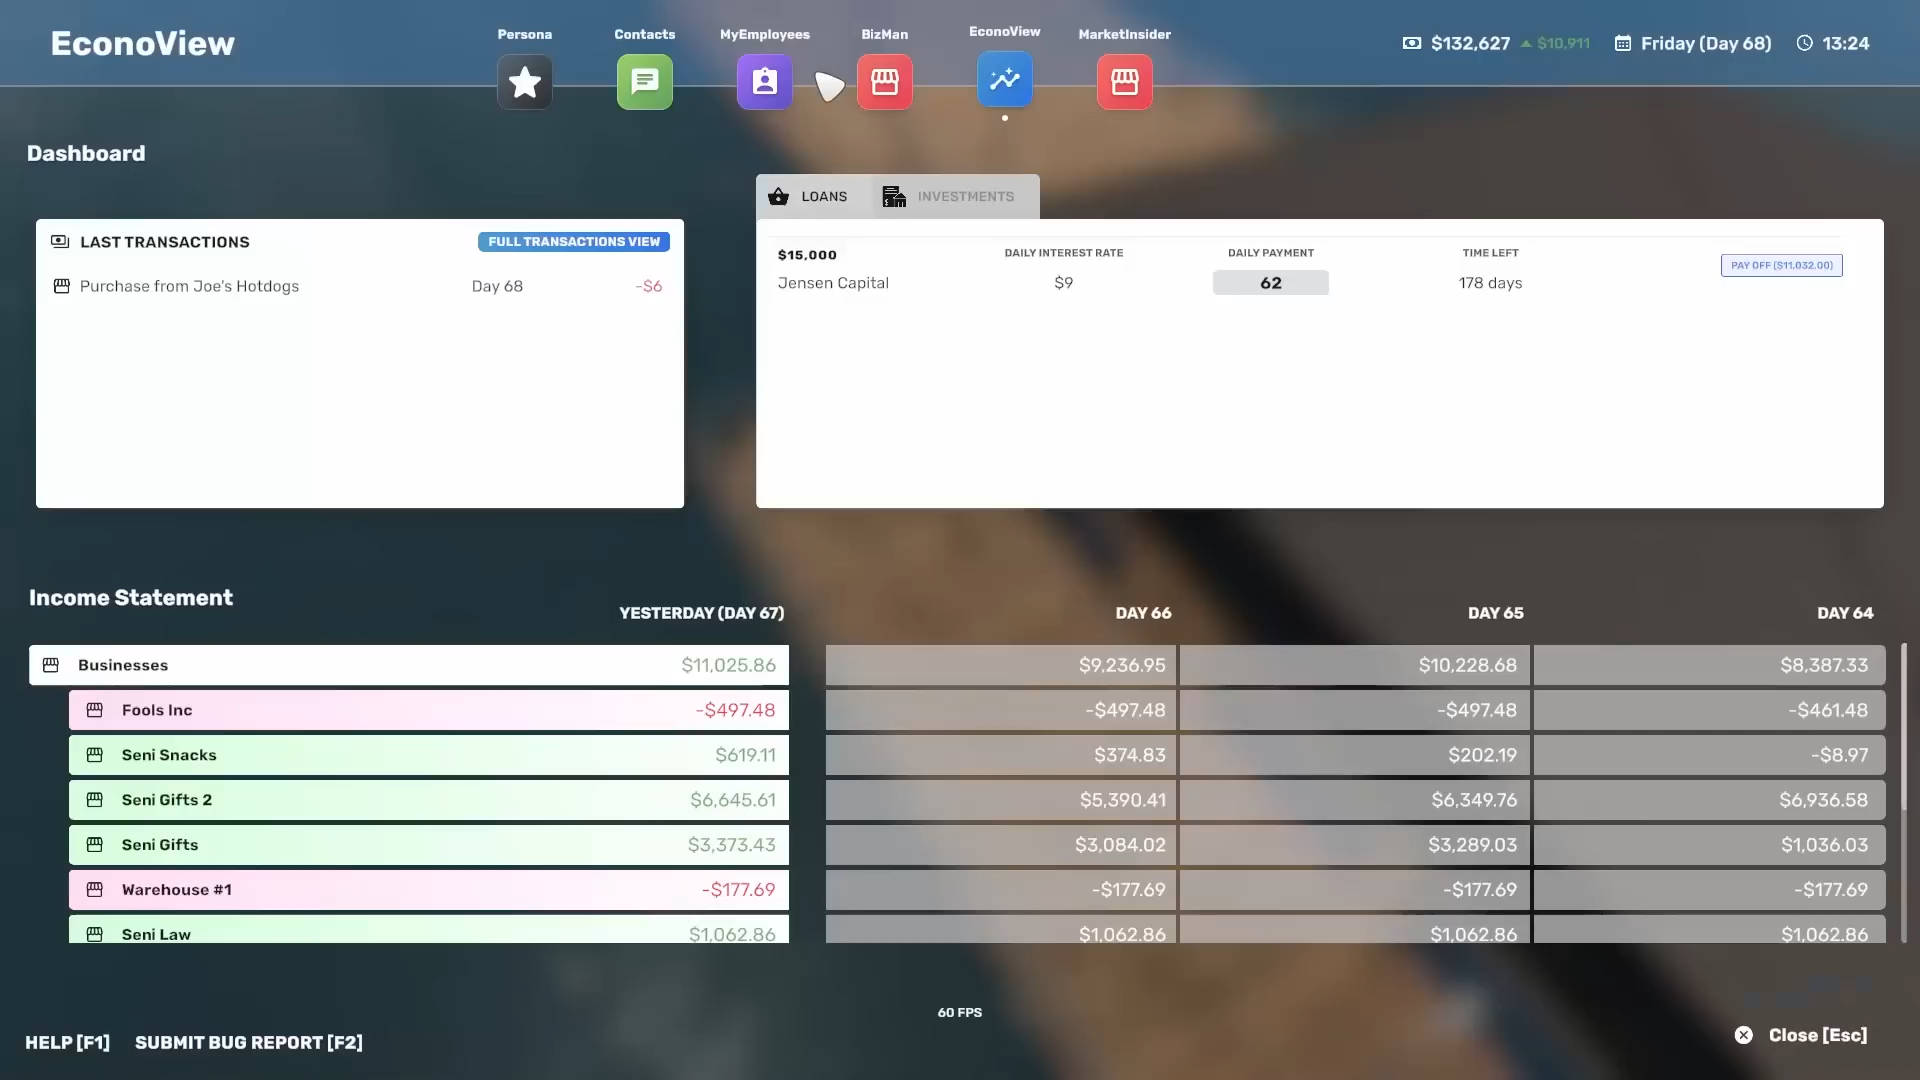 EconoView
Persona
Contacts
MyEmployees
BizMan
EconoView
MarketInsider
$132,627
$10,911
Friday (Day 68)
13:24
Dashboard
LOANS
INVESTMENTS
LAST TRANSACTIONS
FULL TRANSACTIONS VIEW
Purchase from Joe's Hotdogs Day 68 -$6
$15,000 DAILY INTEREST RATE DAILY PAYMENT TIME LEFT
PAY OFF ($11,032.00)
Jensen Capital $9 62 178 days
Income Statement
YESTERDAY (DAY 67) DAY 66 DAY 65 DAY 64
Businesses $11,025.86 $9,236.95 $10,228.68 $8,387.33
Fools Inc -$497.48 -$497.48 -$497.48 -$461.48
Seni Snacks $619.11 $374.83 $202.19 -$8.97
Seni Gifts 2 $6,645.61 $5,390.41 $6,349.76 $6,936.58
Seni Gifts $3,373.43 $3,084.02 $3,289.03 $1,036.03
Warehouse #1 -$177.69 -$177.69 -$177.69 -$177.69
Seni Law $1,062.86 $1,062.86 $1,062.86 $1,062.86
60 FPS
HELP [F1] SUBMIT BUG REPORT [F2]
Close [Esc]